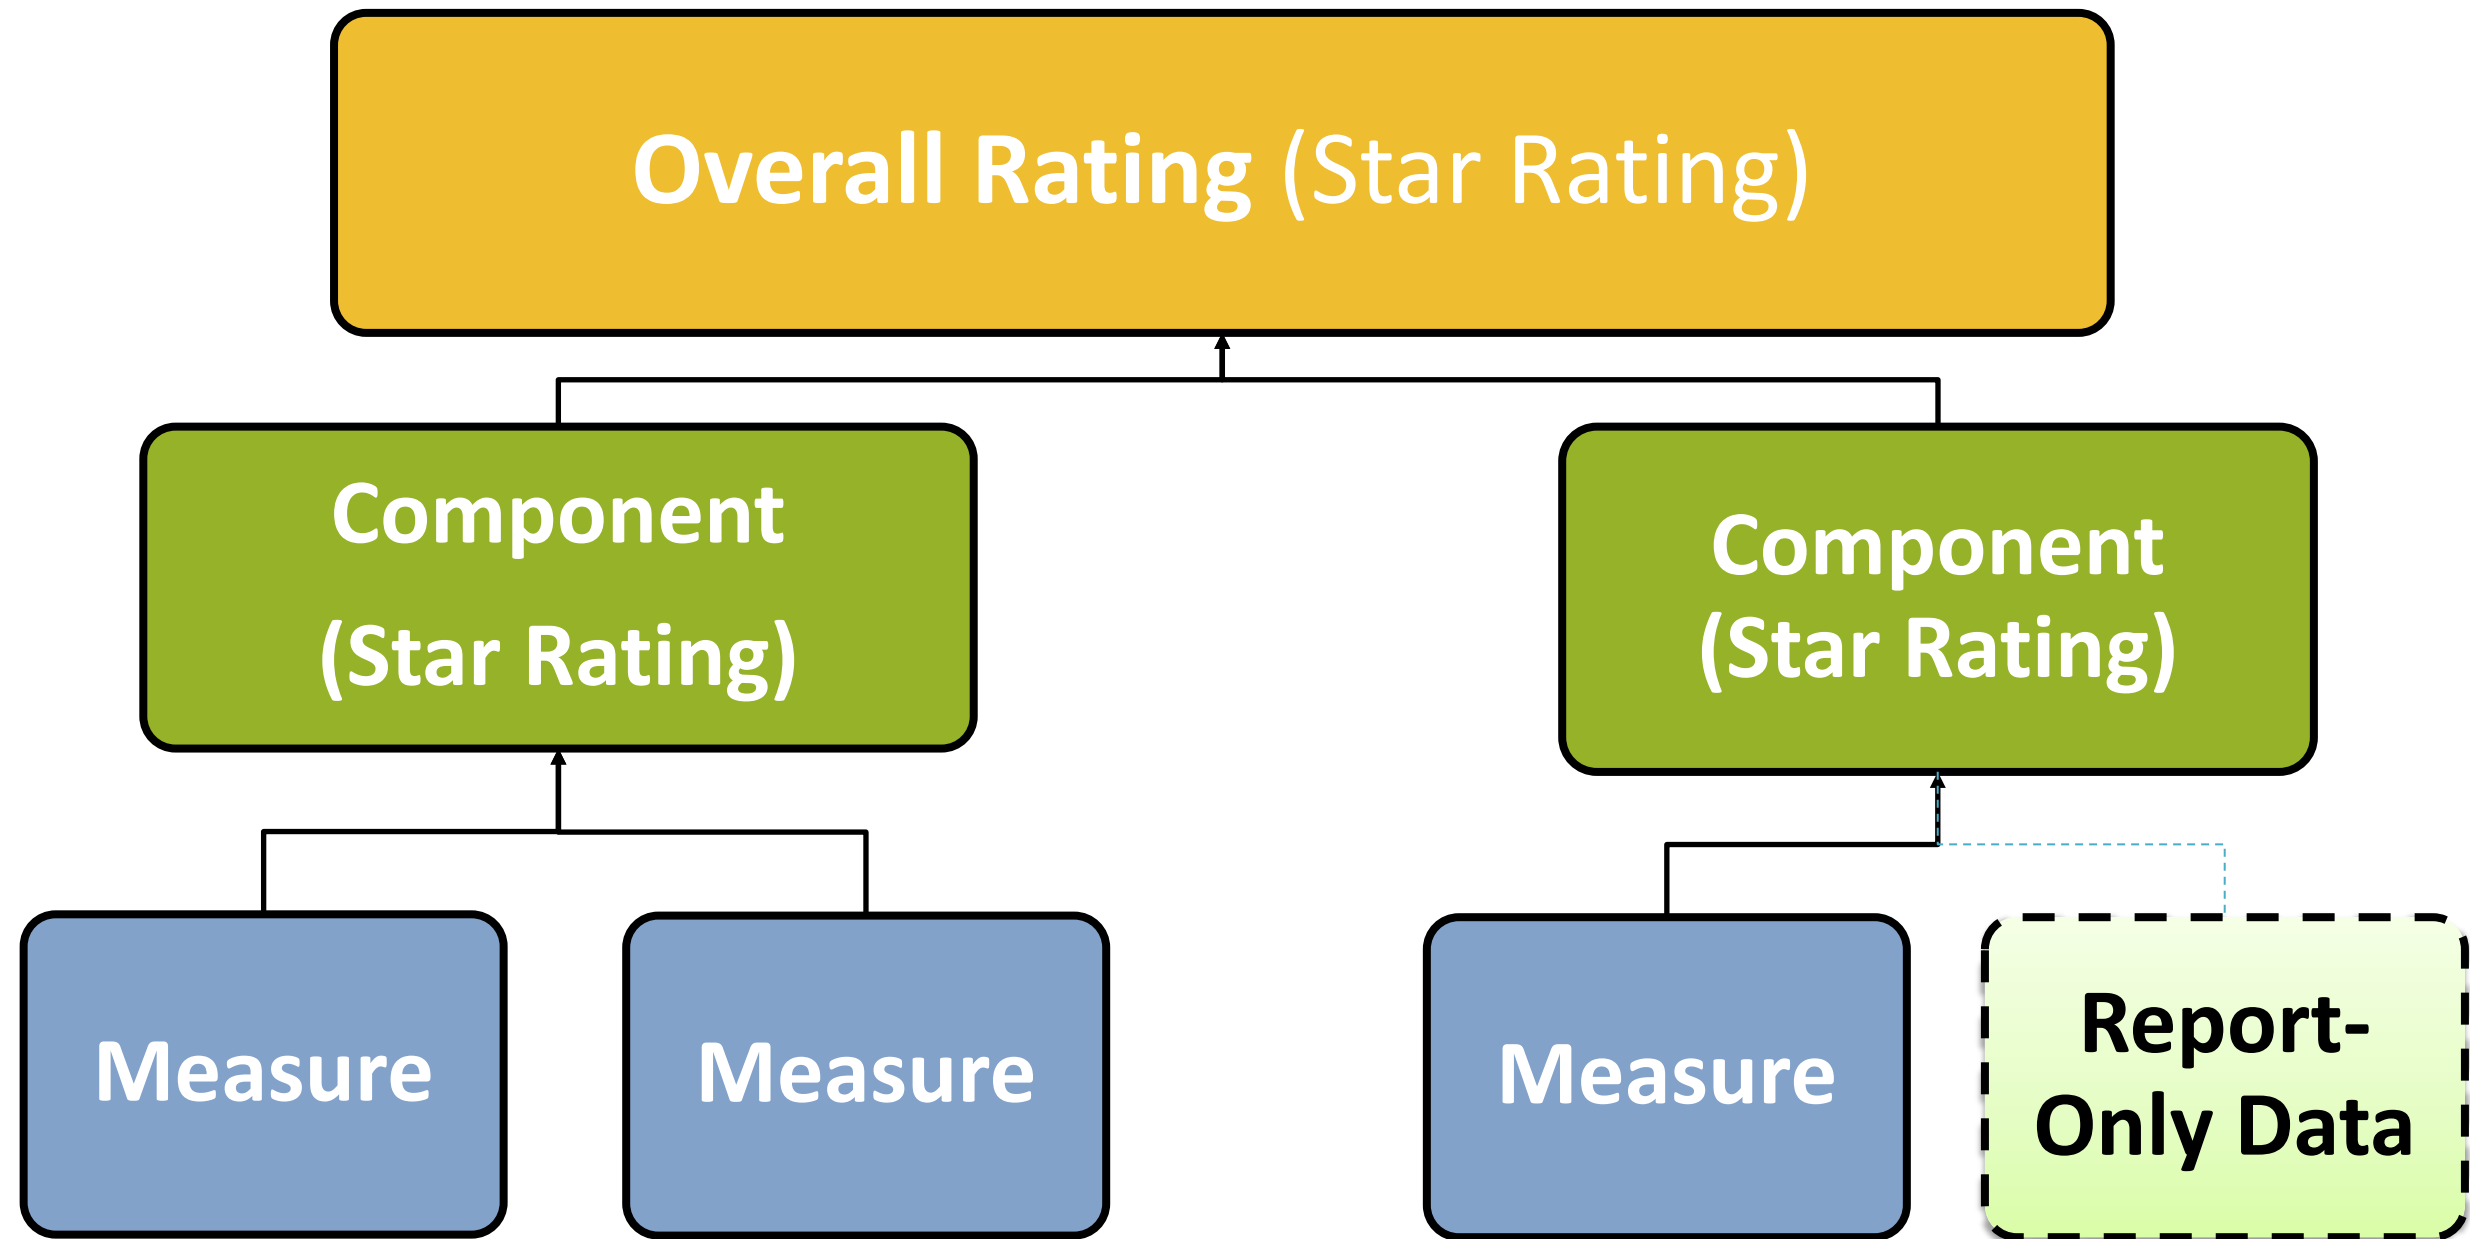 Overall Rating (Star Rating)
Component
(Star Rating)
Component
(Star Rating)
Measure
Measure
Measure
Report-
Only Data